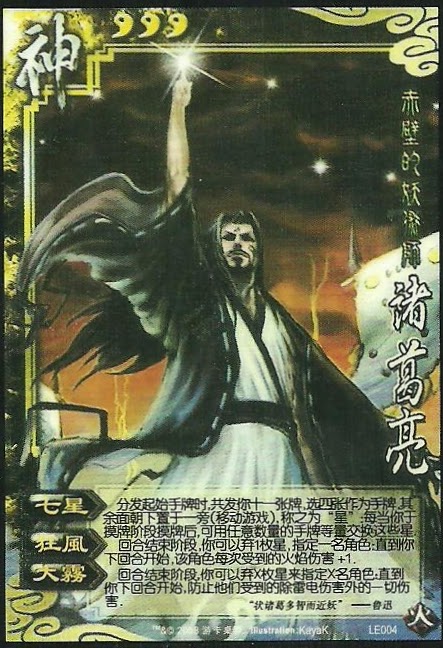 神
赤壁的妖术师
诸葛亮
七星
分发起始手牌时,共发你十一张牌,选四张作为手牌,其
余面朝下置于一旁(移动游戏),称之为“星”,每当你于
摸牌阶段摸牌后,可用任意数量的手牌等量交换这些星.
狂風
回合结束阶段,你可以弃1枚星,指定一名角色:直到你
下回合开始,该角色每次受到的火焰伤害+1.
大霧
回合结束阶段,你可以弃X枚星来指定X名角色:直到
你下回合开始,防止他们受到的除雷电伤害外的一切伤
害.
“状诸葛多智而近妖” ——鲁迅
™&© 2008 游卡桌游. Illustration:KayaK
LE004
火